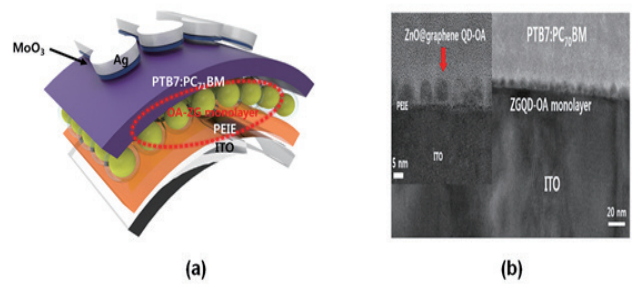 MoO3
Ag
PTB7:PC71BM
OA-ZG monolayer
PEIE
ITO
(a)
ZnO@graphene QD-OA
PEIE
ITO
5 nm
PTB7:PC70BM
ZGQD-OA monolayer
ITO
20 nm
(b)